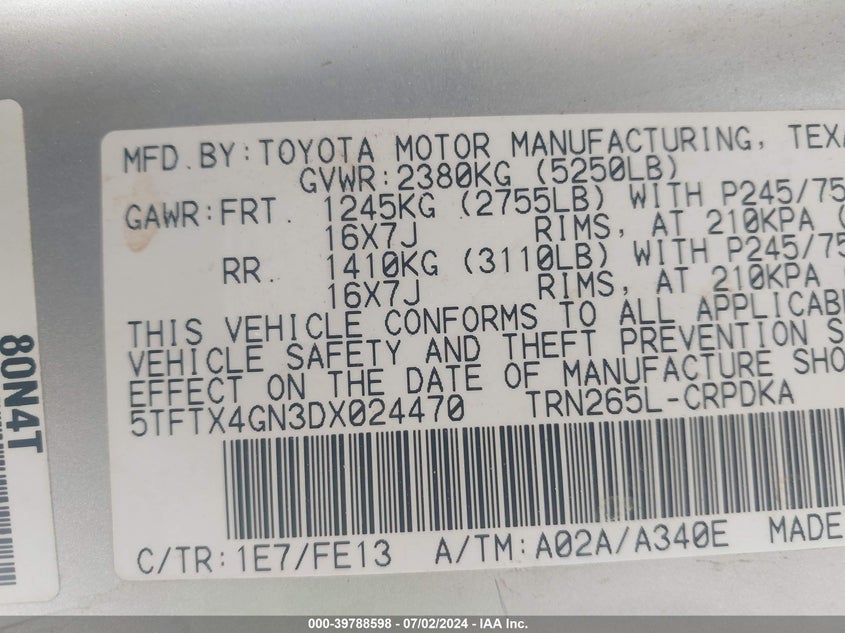 MFD. BY: TOYOTA MOTOR MANUFACTURING,
GVWR: 2380KG (5250LB)
GAWR: FRT. 1245KG (2755LB) WITH P245/75
16X7J RIMS, AT 210KPA (
RR. 1410KG (3110LB) WITH P245/75
16X7J RIMS, AT 210KPA
THIS VEHICLE CONFORMS TO ALL
VEHICLE SAFETY AND THEFT PREVENTION
EFFECT ON THE DATE OF MANUFACTURE
5TFTX4GN3DX024470 TRN265L-CRPDKA
C/TR: 1E7/FE13 A/TM: A02A/A340E MADE
80N4T
000-39788598 - 07/02/2024 - IAA Inc.